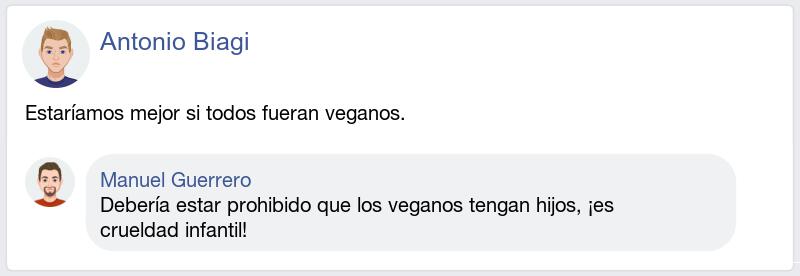 Antonio Biagi
Estaríamos mejor si todos fueran veganos.
Manuel Guerrero
Debería estar prohibido que los veganos tengan hijos, ¡es
crueldad infantil!